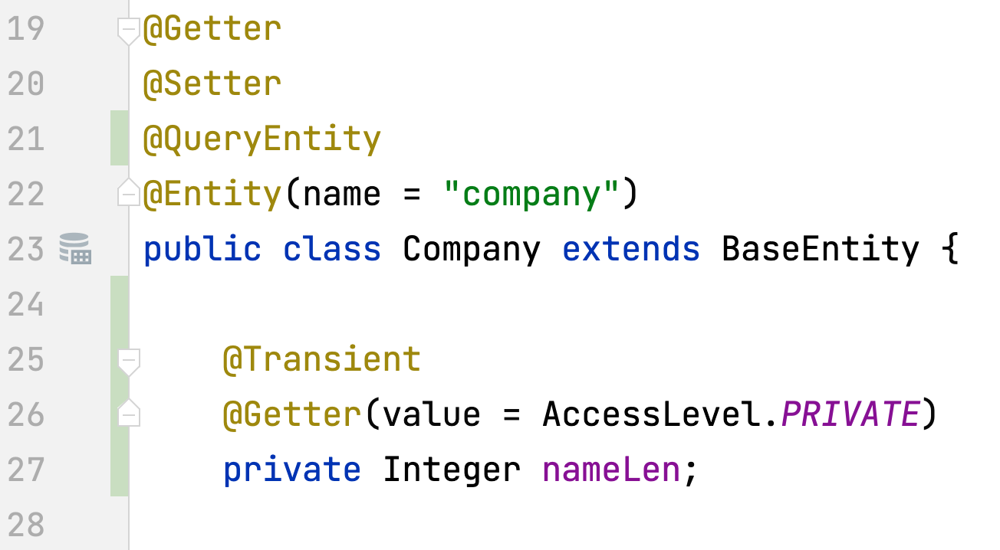 19 @Getter
20 @Setter
21 @QueryEntity
22 @Entity(name = "company")
23 public class Company extends BaseEntity {
24
25     @Transient
26     @Getter(value = AccessLevel.PRIVATE)
27     private Integer nameLen;
28